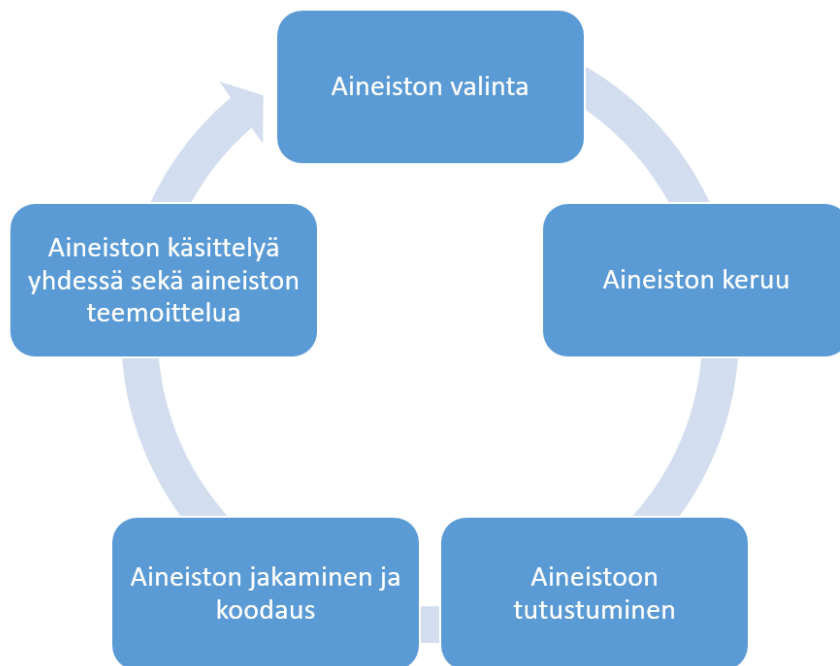 Aineiston valinta
Aineiston keruu
Aineistoon
tutustuminen
Aineiston jakaminen ja
koodaus
Aineiston käsittelyä
yhdessä sekä aineiston
teemoittelua